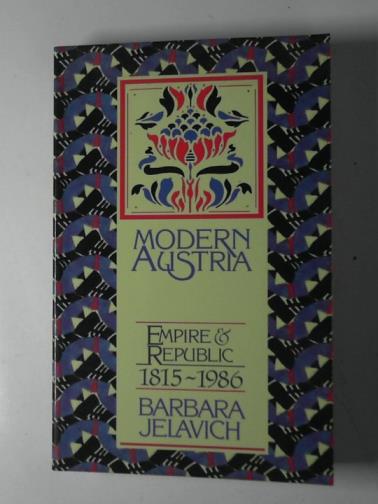 MODERN
AUSTRIA
EMPIRE &
REPUBLIC
1815~1986
BARBARA
JELAVICH